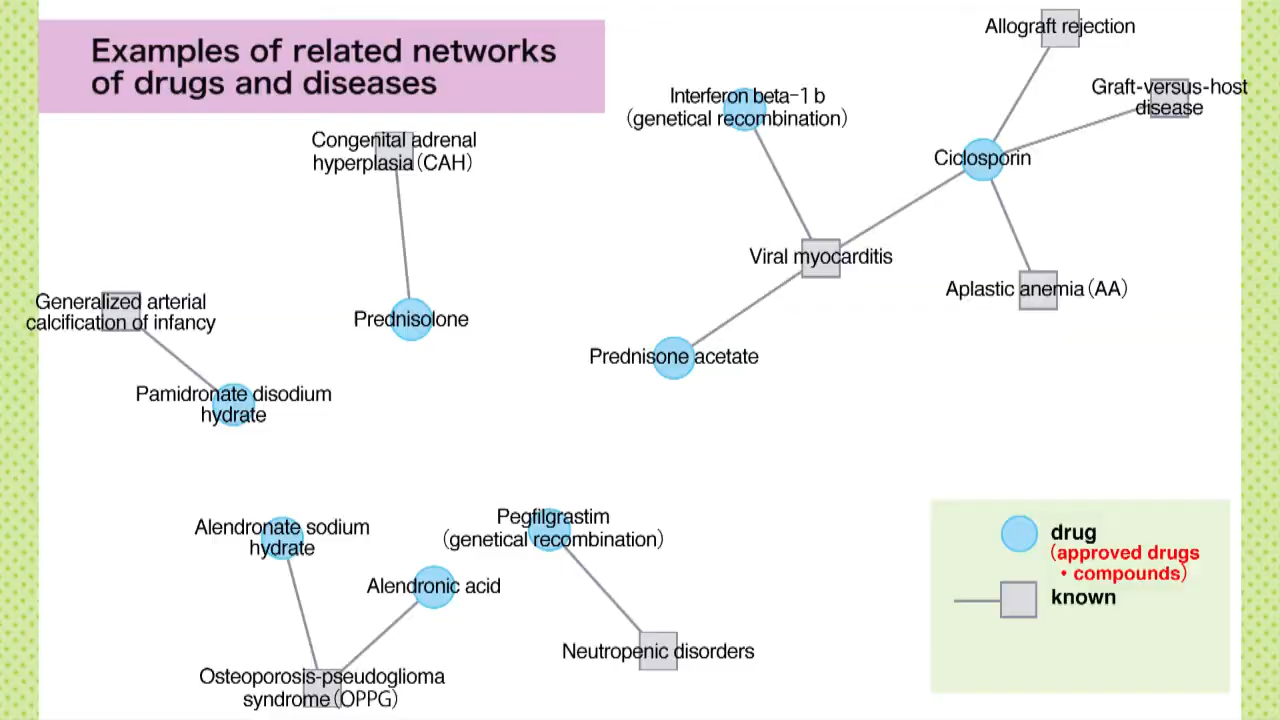 Examples of related networks
of drugs and diseases
Allograft rejection
Graft-versus-host
disease
Interferon beta-1 b
(genetical recombination)
Congenital adrenal
hyperplasia (CAH)
Ciclosporin
Viral myocarditis
Aplastic anemia (AA)
Generalized arterial
calcification of infancy
Prednisolone
Prednisone acetate
Pamidronate disodium
hydrate
Alendronate sodium
hydrate
Pegfilgrastim
(genetical recombination)
Alendronic acid
Neutropenic disorders
Osteoporosis-pseudoglioma
syndrome (OPPG)
drug
(approved drugs
・compounds)
known